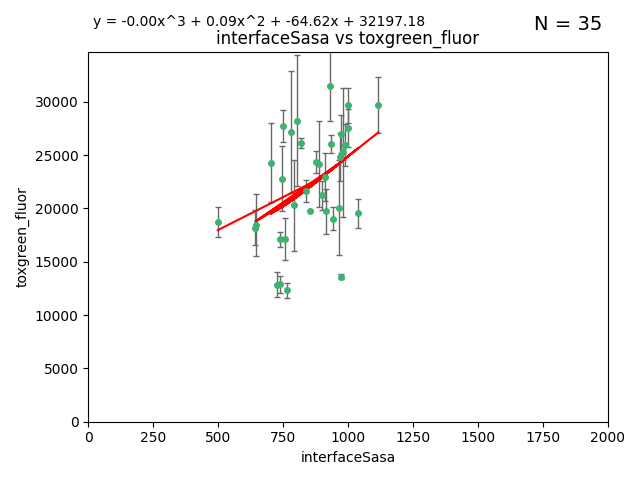 y = -0.00x^3 + 0.09x^2 + -64.62x + 32197.18
N = 35
interfaceSasa vs toxgreen_fluor
30000
25000
20000
15000
10000
5000
0
toxgreen_fluor
0 250 500 750 1000 1250 1500 1750 2000
interfaceSasa